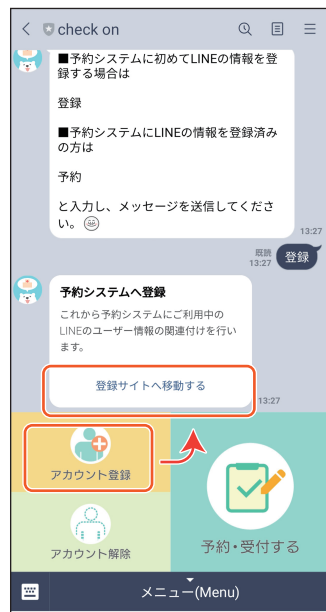 check on
■予約システムに初めてLINEの情報を登
録する場合は
登録
■予約システムにLINEの情報を登録済み
の方は
予約
と入力し、メッセージを送信してくださ
い。
13:27
既読
13:27
登録
予約システムへ登録
これから予約システムにご利用中の
LINEのユーザー情報の関連付けを行い
ます。
登録サイトへ移動する
13:27
アカウント登録
アカウント解除
予約・受付する
メニュー(Menu)